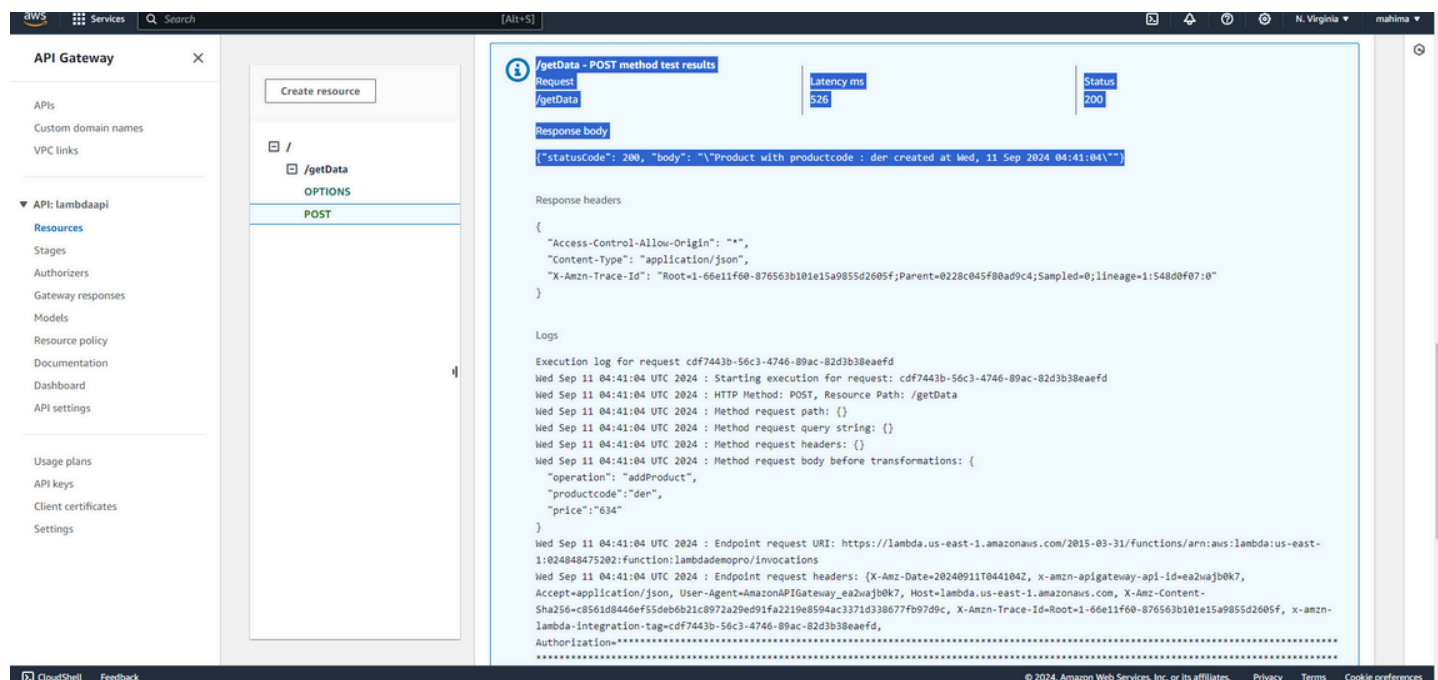 aws
Services
Search
[Alt+S]
N. Virginia
mahima
API Gateway
APIs
Custom domain names
VPC links
API: lambdaapi
Resources
Stages
Authorizers
Gateway responses
Models
Resource policy
Documentation
Dashboard
API settings
Usage plans
API keys
Client certificates
Settings
Create resource
/
/getData
OPTIONS
POST
/getData - POST method test results
Request Latency ms Status
/getData 526 200
Response body
{"statusCode": 200, "body": "\"Product with productcode : der created at Wed, 11 Sep 2024 04:41:04\""}
Response headers
{
"Access-Control-Allow-Origin": "*",
"Content-Type": "application/json",
"X-Amzn-Trace-Id": "Root=1-66e11f60-876563b101e15a9855d2605f;Parent=0228c045f80ad9c4;Sampled=0;lineage=1:548d0f07:0"
}
Logs
Execution log for request cdf7443b-56c3-4746-89ac-82d3b38eaefd
Wed Sep 11 04:41:04 UTC 2024 : Starting execution for request: cdf7443b-56c3-4746-89ac-82d3b38eaefd
Wed Sep 11 04:41:04 UTC 2024 : HTTP Method: POST, Resource Path: /getData
Wed Sep 11 04:41:04 UTC 2024 : Method request path: {}
Wed Sep 11 04:41:04 UTC 2024 : Method request query string: {}
Wed Sep 11 04:41:04 UTC 2024 : Method request headers: {}
Wed Sep 11 04:41:04 UTC 2024 : Method request body before transformations: {
"operation": "addProduct",
"productcode":"der",
"price":"634"
}
Wed Sep 11 04:41:04 UTC 2024 : Endpoint request URI: https://lambda.us-east-1.amazonaws.com/2015-03-31/functions/arn:aws:lambda:us-east-
1:024848475202:function:lambdademopro/invocations
Wed Sep 11 04:41:04 UTC 2024 : Endpoint request headers: {X-Amz-Date=20240911T044104Z, x-amzn-apigateway-api-id=ea2wajb0k7,
Accept=application/json, User-Agent=AmazonAPIGateway_ea2wajb0k7, Host=lambda.us-east-1.amazonaws.com, X-Amz-Content-
Sha256=c8561d8446ef55deb6b21c8972a29ed91fa2219e8594ac3371d338677fb97d9c, X-Amzn-Trace-Id=Root=1-66e11f60-876563b101e15a9855d2605f, x-amzn-
lambda-integration-tag=cdf7443b-56c3-4746-89ac-82d3b38eaefd,
Authorization=****************************************************************************************************************************
******************************************************************************************************************************************
CloudShell Feedback © 2024, Amazon Web Services, Inc. or its affiliates. Privacy Terms Cookie preferences